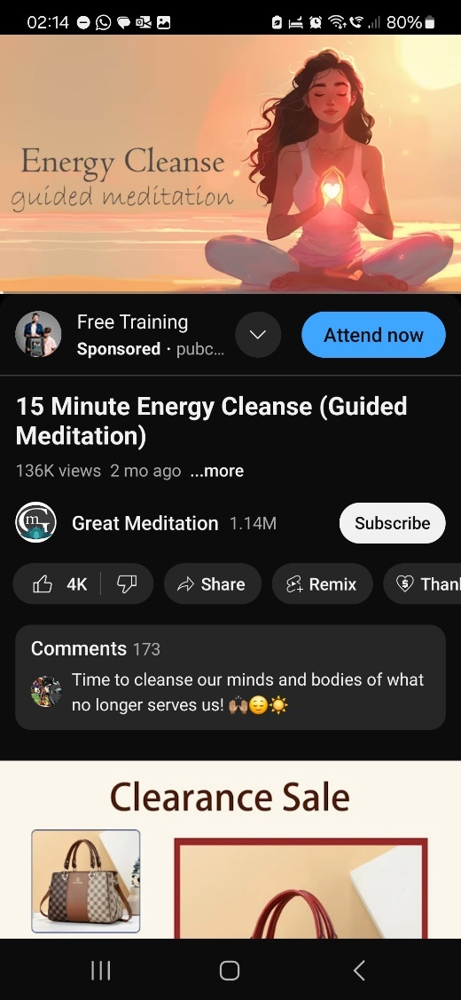 02:14
80%
Energy Cleanse
guided meditation
Free Training
Sponsored · pubc...
Attend now
15 Minute Energy Cleanse (Guided
Meditation)
136K views 2 mo ago ...more
Great Meditation 1.14M
Subscribe
4K
Share
Remix
Thank
Comments 173
Time to cleanse our minds and bodies of what
no longer serves us! 🙌🏽😌☀️
Clearance Sale